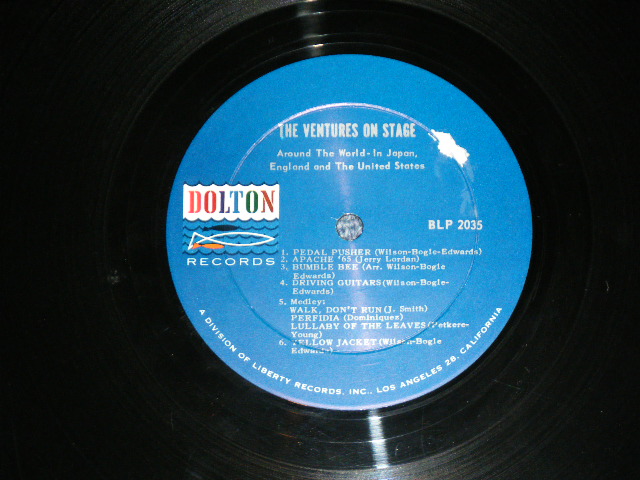 THE VENTURES ON STAGE
Around The World-In Japan,
England and The United States
DOLTON
RECORDS
BLP 2035
1. PEDAL PUSHER (Wilson-Bogle-Edwards)
2. APACHE '65 (Jerry Lordan)
3. BUMBLE BEE (Arr. Wilson-Bogle
Edwards)
4. DRIVING GUITARS (Wilson-Bogle-
Edwards)
5. Medley:
WALK, DON'T RUN (J. Smith)
PERFIDIA (Dominiquez)
LULLABY OF THE LEAVES (Petkere-
Young)
6. YELLOW JACKET (Wilson-Bogle
Edwards)
A DIVISION OF LIBERTY RECORDS, INC., LOS ANGELES 28, CALIFORNIA